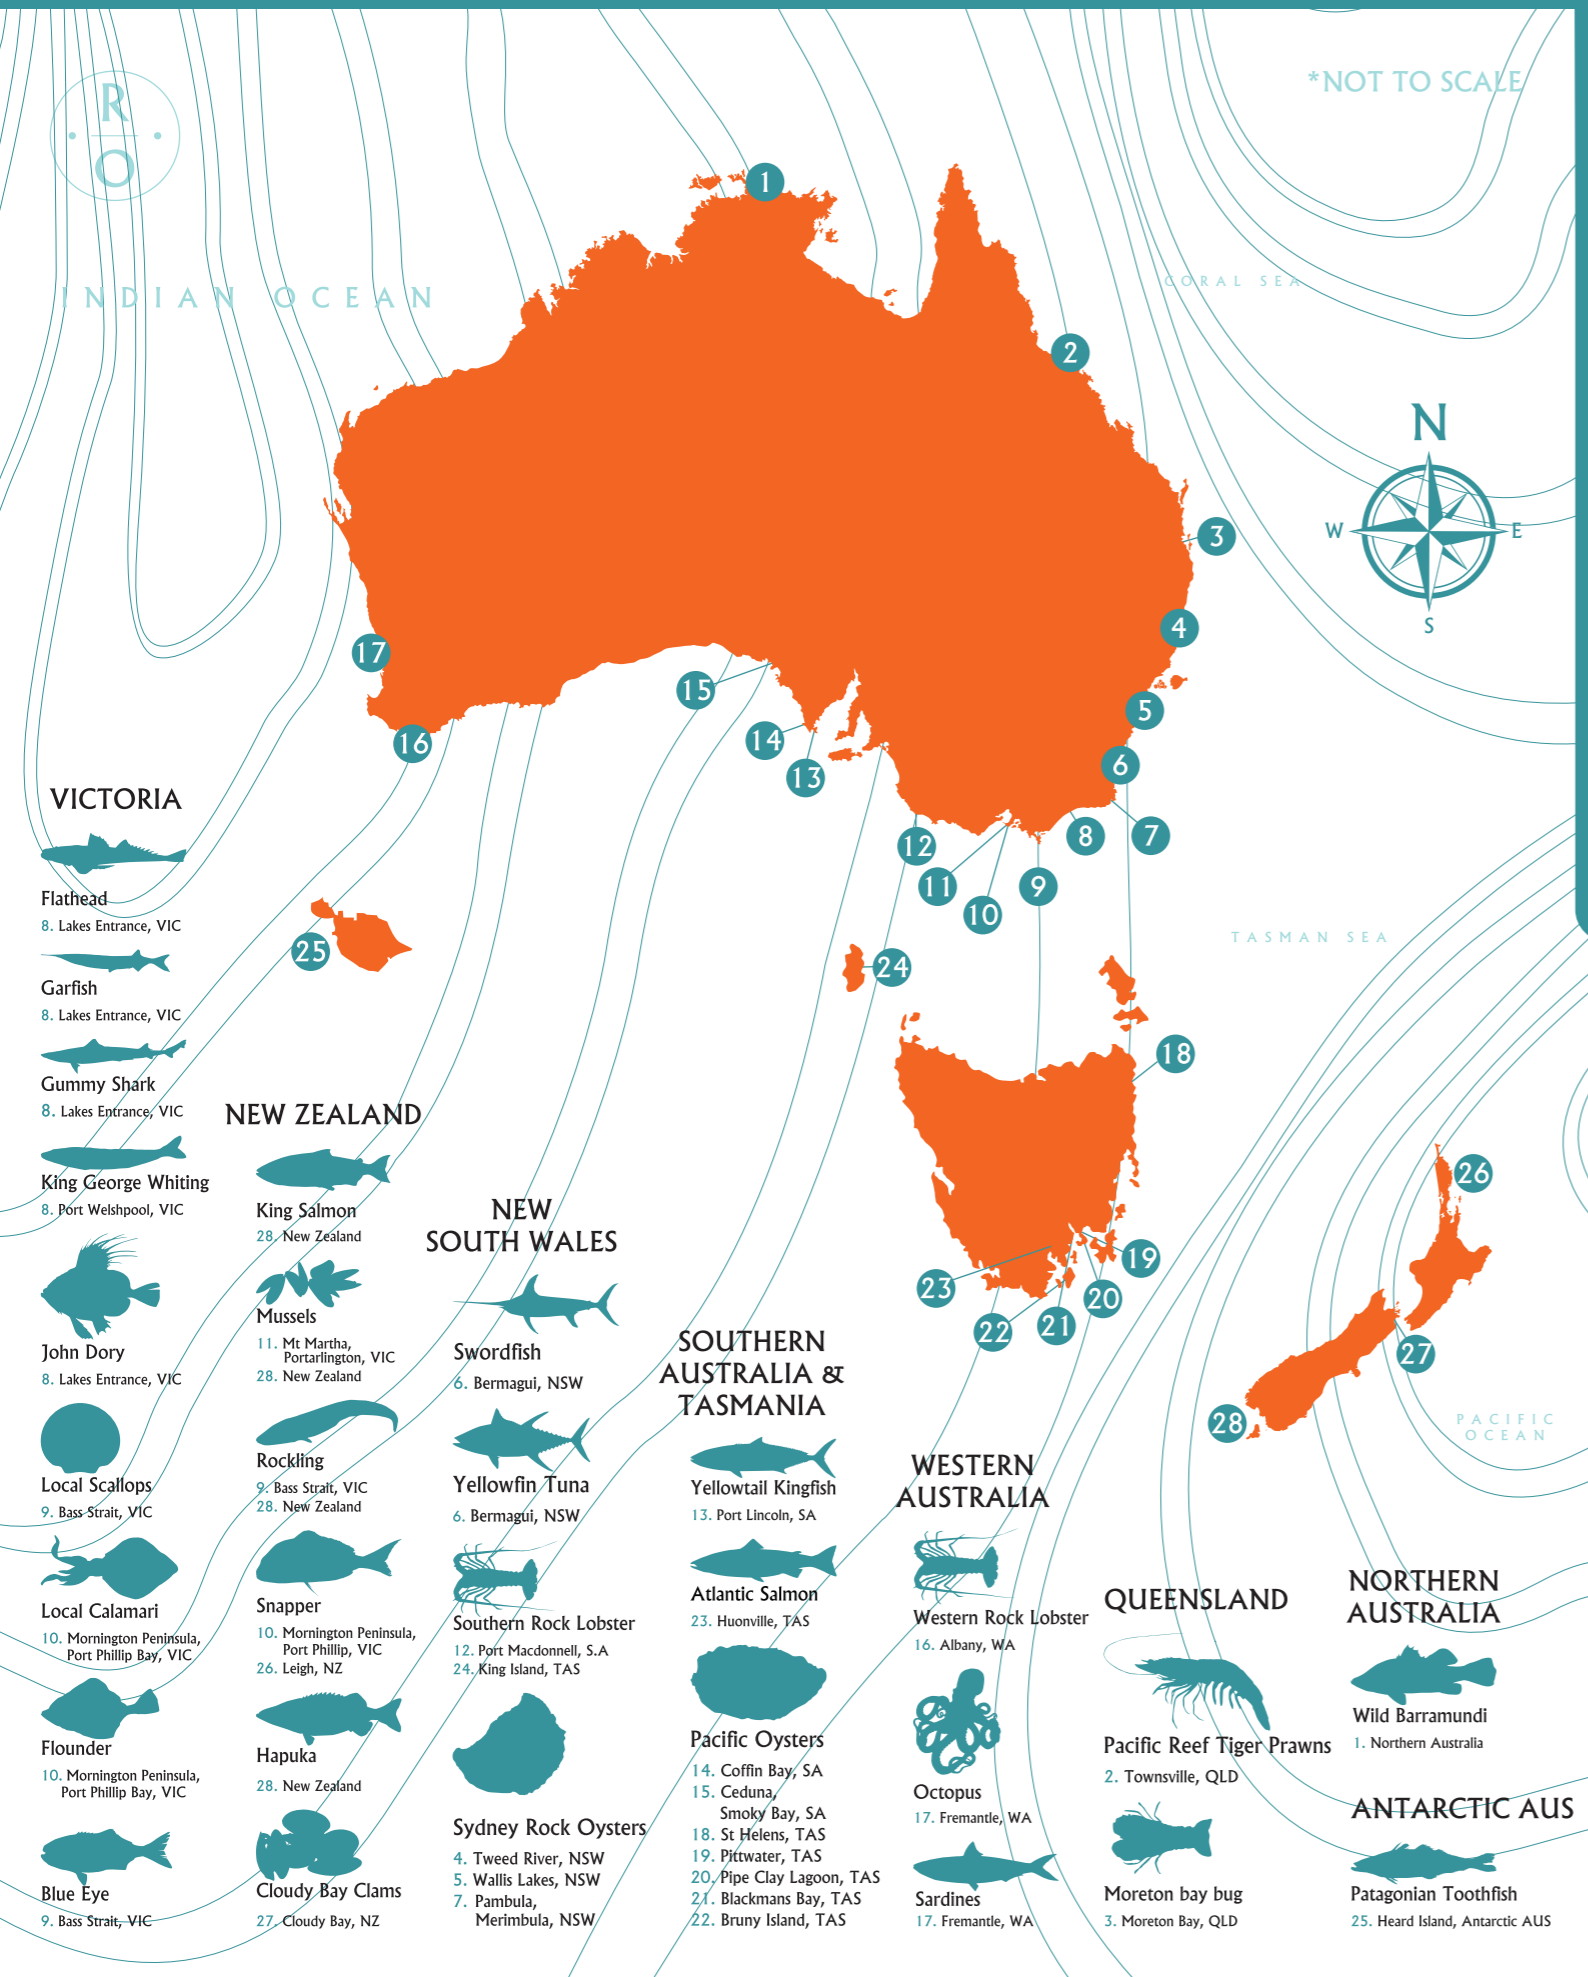 *NOT TO SCALE
R
O
INDIAN OCEAN
CORAL SEA
N
W
E
S
TASMAN SEA
PACIFIC
OCEAN
1
2
3
4
5
6
7
8
9
10
11
12
13
14
15
16
17
18
19
20
21
22
23
24
25
26
27
28
VICTORIA
Flathead
8. Lakes Entrance, VIC
Garfish
8. Lakes Entrance, VIC
Gummy Shark
8. Lakes Entrance, VIC
King George Whiting
8. Port Welshpool, VIC
John Dory
8. Lakes Entrance, VIC
Local Scallops
9. Bass Strait, VIC
Local Calamari
10. Mornington Peninsula,
Port Phillip Bay, VIC
Flounder
10. Mornington Peninsula,
Port Phillip Bay, VIC
Blue Eye
9. Bass Strait, VIC
NEW ZEALAND
King Salmon
28. New Zealand
Mussels
11. Mt Martha,
Portarlington, VIC
28. New Zealand
Rockling
9. Bass Strait, VIC
28. New Zealand
Snapper
10. Mornington Peninsula,
Port Phillip, VIC
26. Leigh, NZ
Hapuka
28. New Zealand
Cloudy Bay Clams
27. Cloudy Bay, NZ
NEW
SOUTH WALES
Swordfish
6. Bermagui, NSW
Yellowfin Tuna
6. Bermagui, NSW
Southern Rock Lobster
12. Port Macdonnell, S.A
24. King Island, TAS
Sydney Rock Oysters
4. Tweed River, NSW
5. Wallis Lakes, NSW
7. Pambula,
Merimbula, NSW
SOUTHERN
AUSTRALIA &
TASMANIA
Yellowtail Kingfish
13. Port Lincoln, SA
Atlantic Salmon
23. Huonville, TAS
Pacific Oysters
14. Coffin Bay, SA
15. Ceduna,
Smoky Bay, SA
18. St Helens, TAS
19. Pittwater, TAS
20. Pipe Clay Lagoon, TAS
21. Blackmans Bay, TAS
22. Bruny Island, TAS
WESTERN
AUSTRALIA
Western Rock Lobster
16. Albany, WA
Octopus
17. Fremantle, WA
Sardines
17. Fremantle, WA
QUEENSLAND
Pacific Reef Tiger Prawns
2. Townsville, QLD
Moreton bay bug
3. Moreton Bay, QLD
NORTHERN
AUSTRALIA
Wild Barramundi
1. Northern Australia
ANTARCTIC AUS
Patagonian Toothfish
25. Heard Island, Antarctic AUS